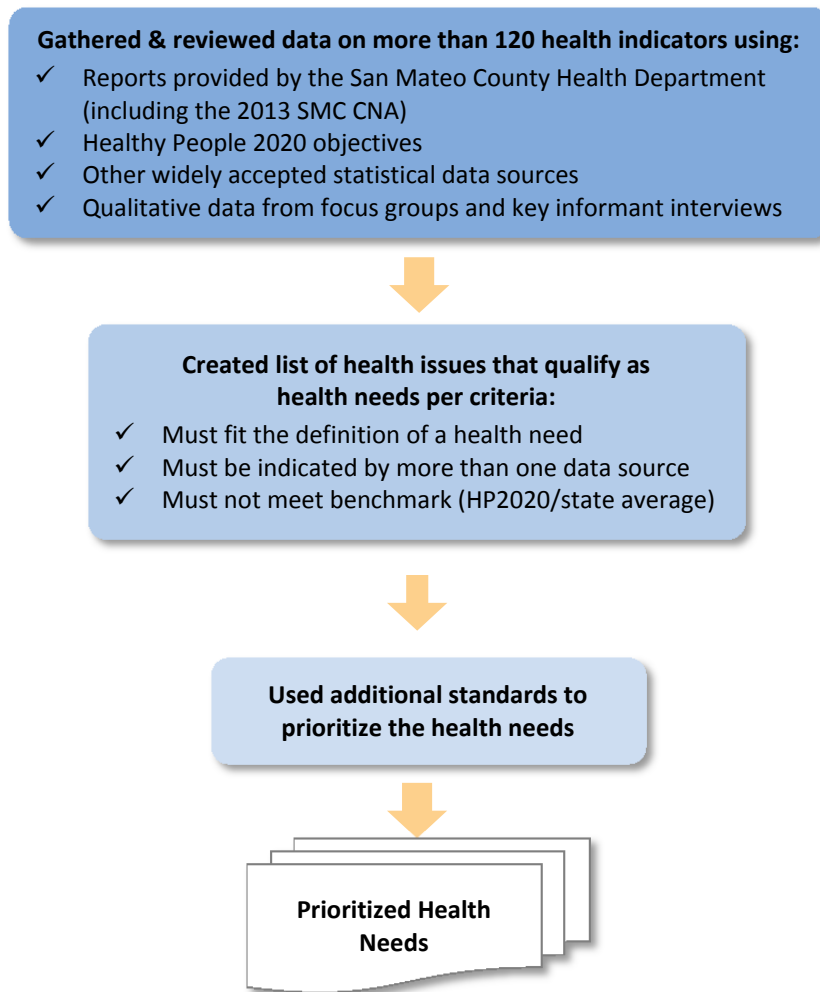 Gathered & reviewed data on more than 120 health indicators using:
✓ Reports provided by the San Mateo County Health Department
(including the 2013 SMC CNA)
✓ Healthy People 2020 objectives
✓ Other widely accepted statistical data sources
✓ Qualitative data from focus groups and key informant interviews
Created list of health issues that qualify as
health needs per criteria:
✓ Must fit the definition of a health need
✓ Must be indicated by more than one data source
✓ Must not meet benchmark (HP2020/state average)
Used additional standards to
prioritize the health needs
Prioritized Health
Needs